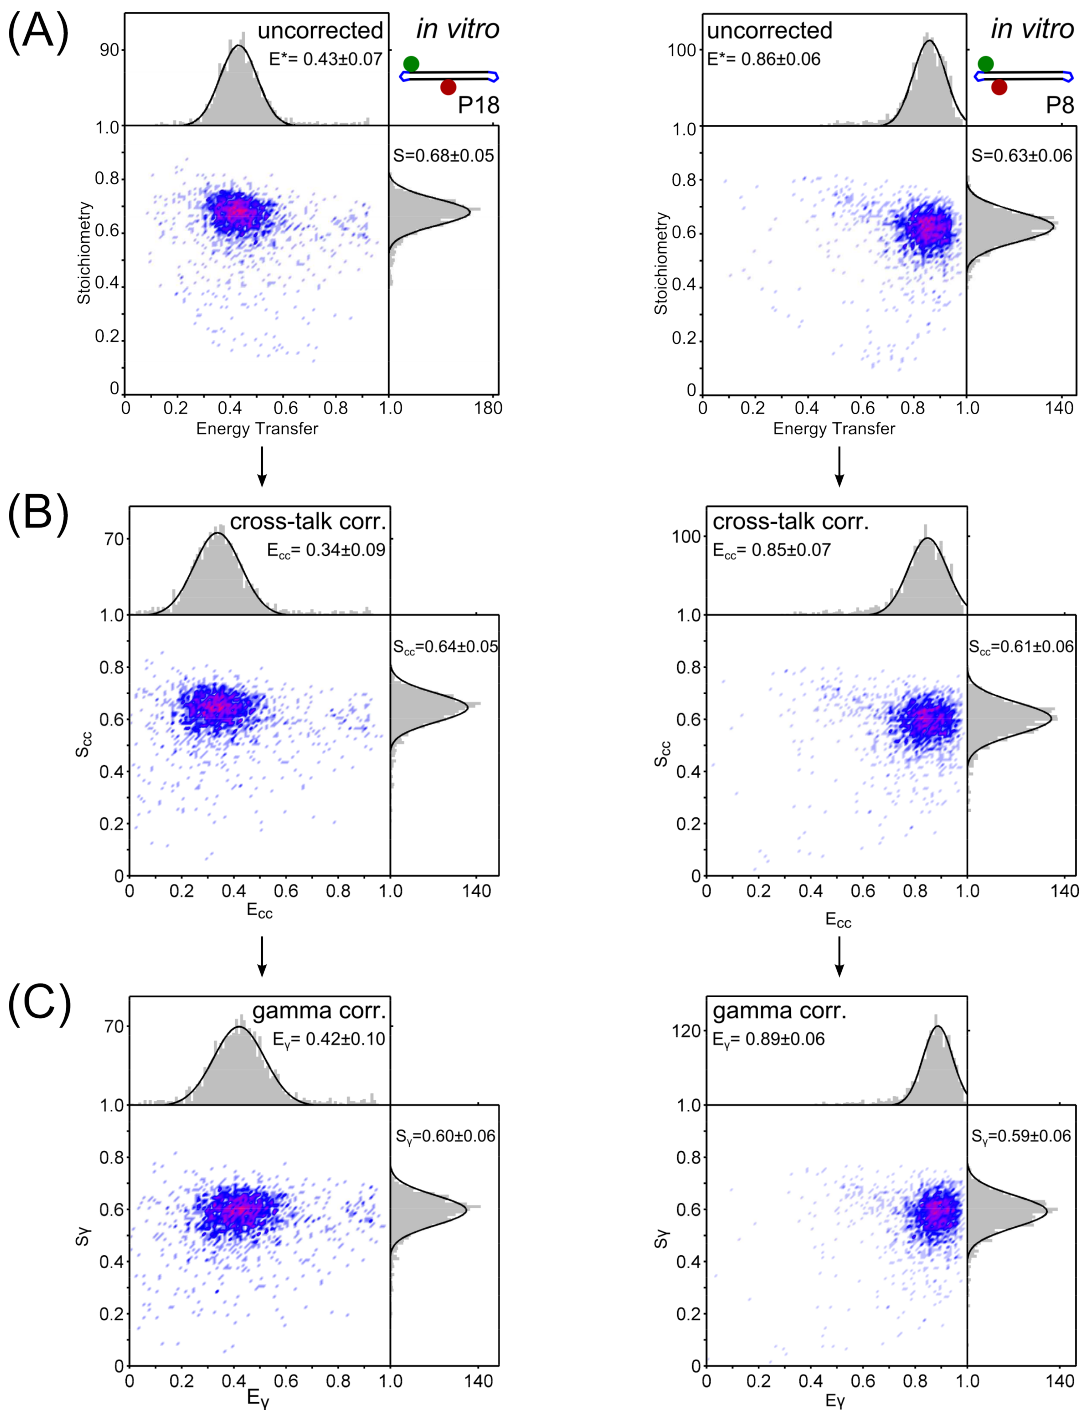 (A)
uncorrected
E*= 0.43±0.07
in vitro
P18
90
1.0
S=0.68±0.05
0.8
0.6
0.4
0.2
0
Stoichiometry
0 0.2 0.4 0.6 0.8 1.0 180
Energy Transfer
uncorrected
E*= 0.86±0.06
in vitro
P8
100
1.0
S=0.63±0.06
0.8
0.6
0.4
0.2
0
Stoichiometry
0 0.2 0.4 0.6 0.8 1.0 140
Energy Transfer
(B)
cross-talk corr.
Ecc= 0.34±0.09
70
1.0
Scc=0.64±0.05
0.8
0.6
0.4
0.2
0
Scc
0 0.2 0.4 0.6 0.8 1.0 140
Ecc
cross-talk corr.
Ecc= 0.85±0.07
100
1.0
Scc=0.61±0.06
0.8
0.6
0.4
0.2
0
Scc
0 0.2 0.4 0.6 0.8 1.0 140
Ecc
(C)
gamma corr.
Eγ= 0.42±0.10
70
1.0
Sγ=0.60±0.06
0.8
0.6
0.4
0.2
0
Sγ
0 0.2 0.4 0.6 0.8 1.0 140
Eγ
gamma corr.
Eγ= 0.89±0.06
120
1.0
Sγ=0.59±0.06
0.8
0.6
0.4
0.2
0
Sγ
0 0.2 0.4 0.6 0.8 1.0 140
Eγ